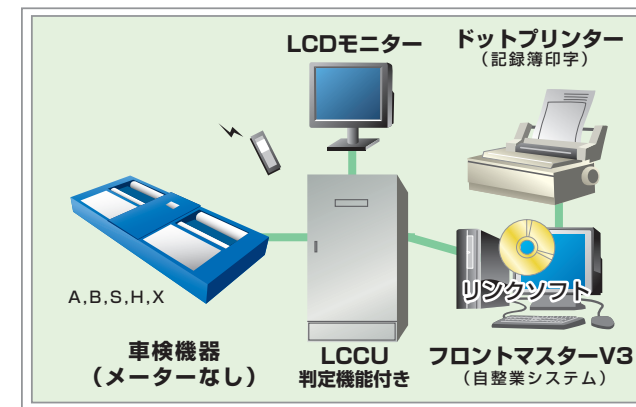 LCDモニター
ドットプリンター
（記録簿印字）
A,B,S,H,X
リンクソフト
車検機器
（メーターなし）
LCCU
判定機能付き
フロントマスターV3
（自整業システム）